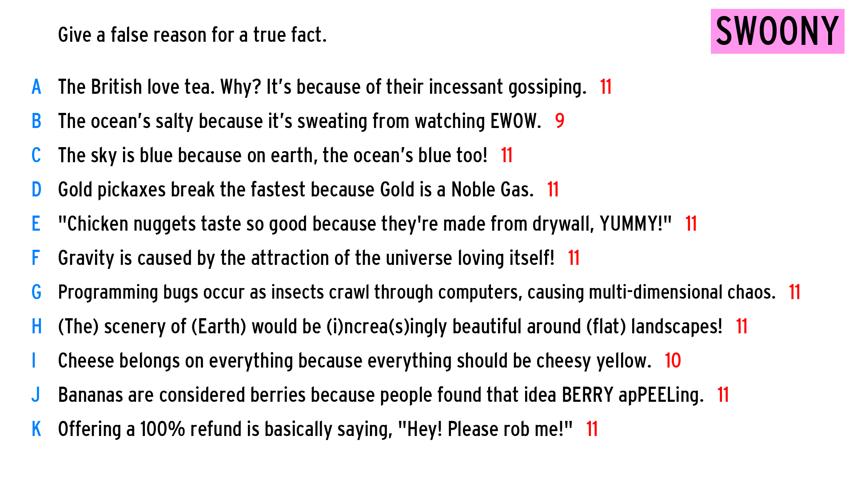 Give a false reason for a true fact.
SWOONY
A The British love tea. Why? It's because of their incessant gossiping. 11
B The ocean's salty because it's sweating from watching EWOW. 9
C The sky is blue because on earth, the ocean's blue too! 11
D Gold pickaxes break the fastest because Gold is a Noble Gas. 11
E "Chicken nuggets taste so good because they're made from drywall, YUMMY!" 11
F Gravity is caused by the attraction of the universe loving itself! 11
G Programming bugs occur as insects crawl through computers, causing multi-dimensional chaos. 11
H (The) scenery of (Earth) would be (i)ncrea(s)ingly beautiful around (flat) landscapes! 11
I Cheese belongs on everything because everything should be cheesy yellow. 10
J Bananas are considered berries because people found that idea BERRY apPEELing. 11
K Offering a 100% refund is basically saying, "Hey! Please rob me!" 11